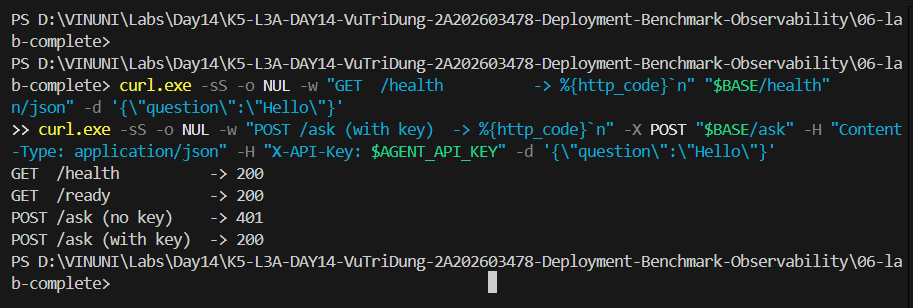 PS D:\VINUNI\Labs\Day14\K5-L3A-DAY14-VuTriDung-2A202603478-Deployment-Benchmark-Observability\06-la
b-complete>
PS D:\VINUNI\Labs\Day14\K5-L3A-DAY14-VuTriDung-2A202603478-Deployment-Benchmark-Observability\06-la
b-complete> curl.exe -sS -o NUL -w "GET  /health         -> %{http_code}`n" "$BASE/health"
n/json" -d '{\"question\":\"Hello\"}'
>> curl.exe -sS -o NUL -w "POST /ask (with key)  -> %{http_code}`n" -X POST "$BASE/ask" -H "Content
-Type: application/json" -H "X-API-Key: $AGENT_API_KEY" -d '{\"question\":\"Hello\"}'
GET  /health         -> 200
GET  /ready          -> 200
POST /ask (no key)    -> 401
POST /ask (with key)  -> 200
PS D:\VINUNI\Labs\Day14\K5-L3A-DAY14-VuTriDung-2A202603478-Deployment-Benchmark-Observability\06-la
b-complete>